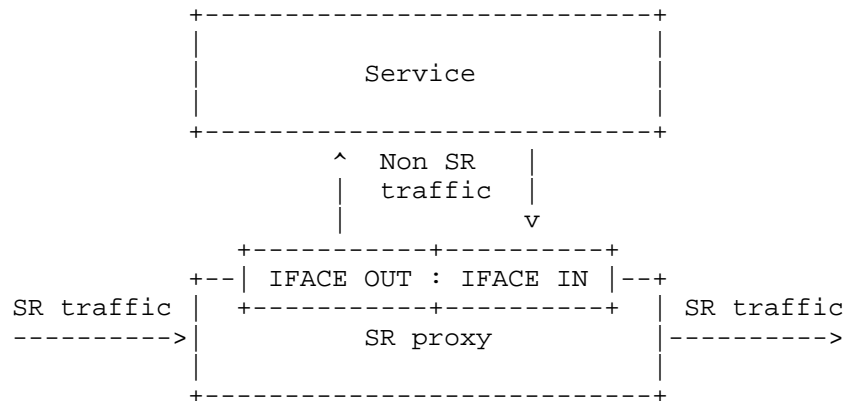 Service
^ Non SR |
| traffic |
| v
IFACE OUT : IFACE IN
SR traffic SR traffic
----------> SR proxy ---------->